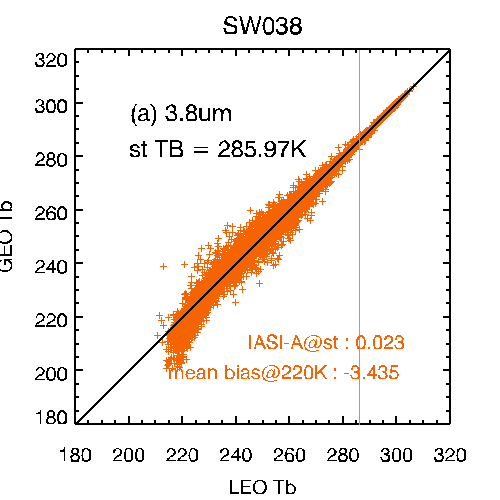 SW038
320
300
280
260
240
220
200
180
GEO Tb
(a) 3.8um
st TB = 285.97K
IASI-A@st : 0.023
mean bias@220K : -3.435
180 200 220 240 260 280 300 320
LEO Tb